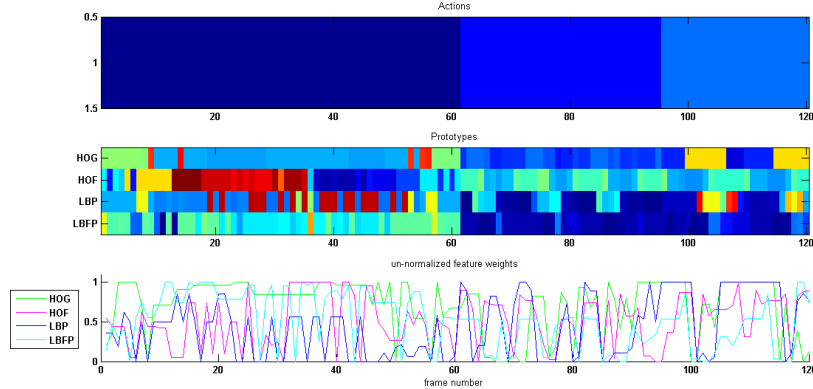 Actions
0.5
1
1.5
20 40 60 80 100 120
Prototypes
HOG
HOF
LBP
LBFP
20 40 60 80 100 120
un-normalized feature weights
HOG
HOF
LBP
LBFP
1
0.5
0
0 20 40 60 80 100 120
frame number